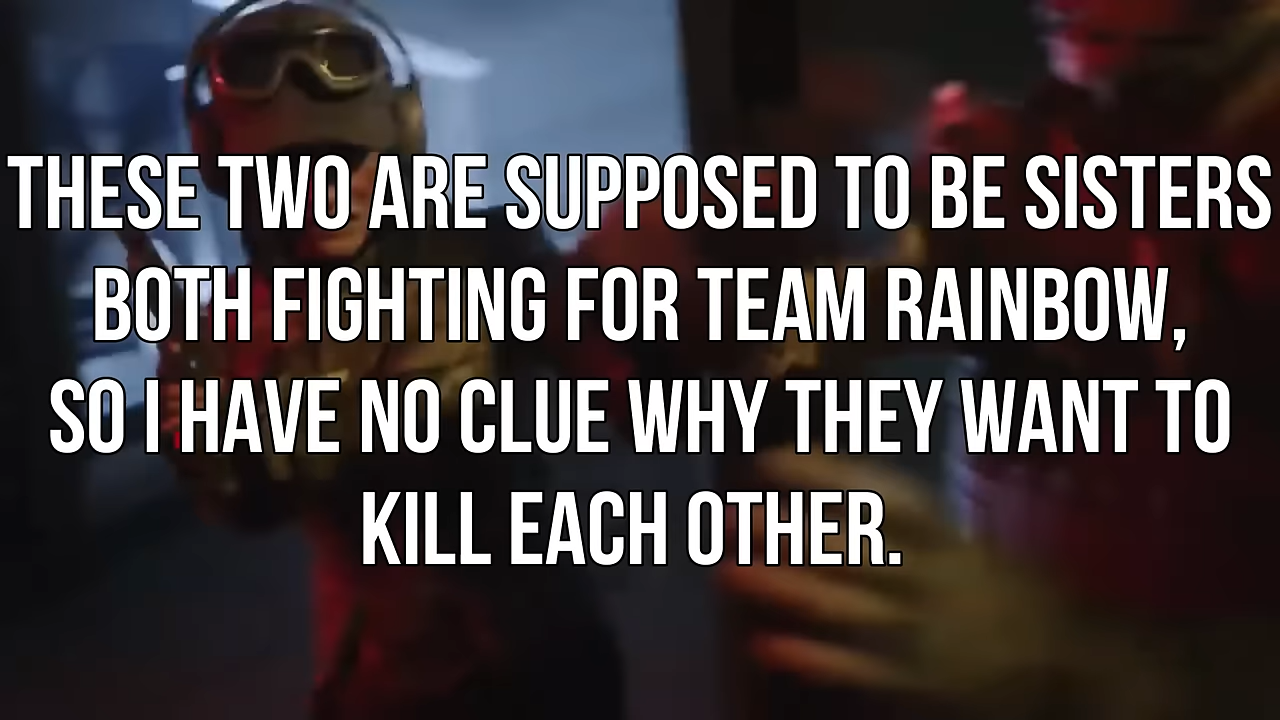 THESE TWO ARE SUPPOSED TO BE SISTERS
BOTH FIGHTING FOR TEAM RAINBOW,
SO I HAVE NO CLUE WHY THEY WANT TO
KILL EACH OTHER.